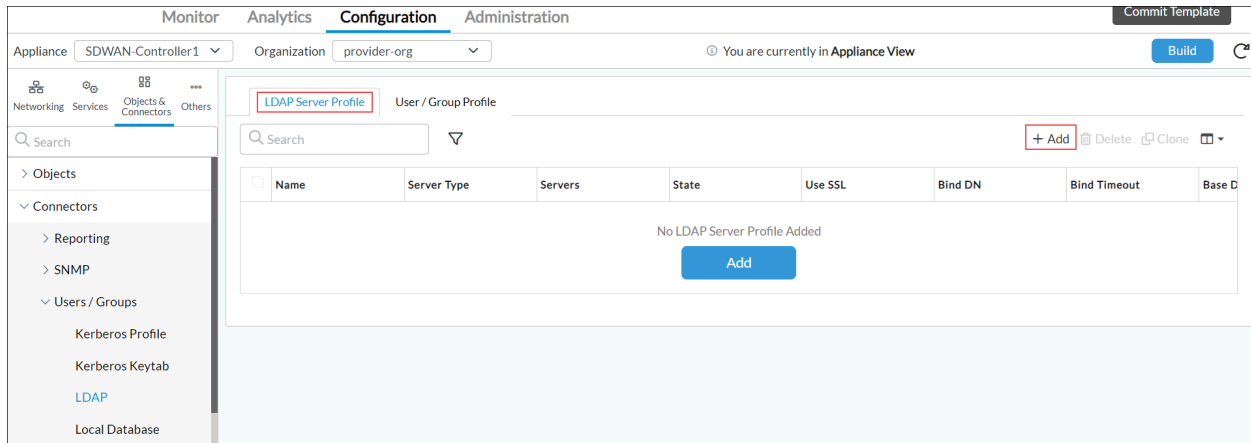 Monitor Analytics Configuration Administration Commit Template
Appliance SDWAN-Controller1 Organization provider-org You are currently in Appliance View Build
Networking Services Objects & Connectors Others
LDAP Server Profile User / Group Profile
Search
Search + Add Delete Clone
Objects
Name Server Type Servers State Use SSL Bind DN Bind Timeout Base D
Connectors
Reporting
No LDAP Server Profile Added
SNMP
Add
Users / Groups
Kerberos Profile
Kerberos Keytab
LDAP
Local Database